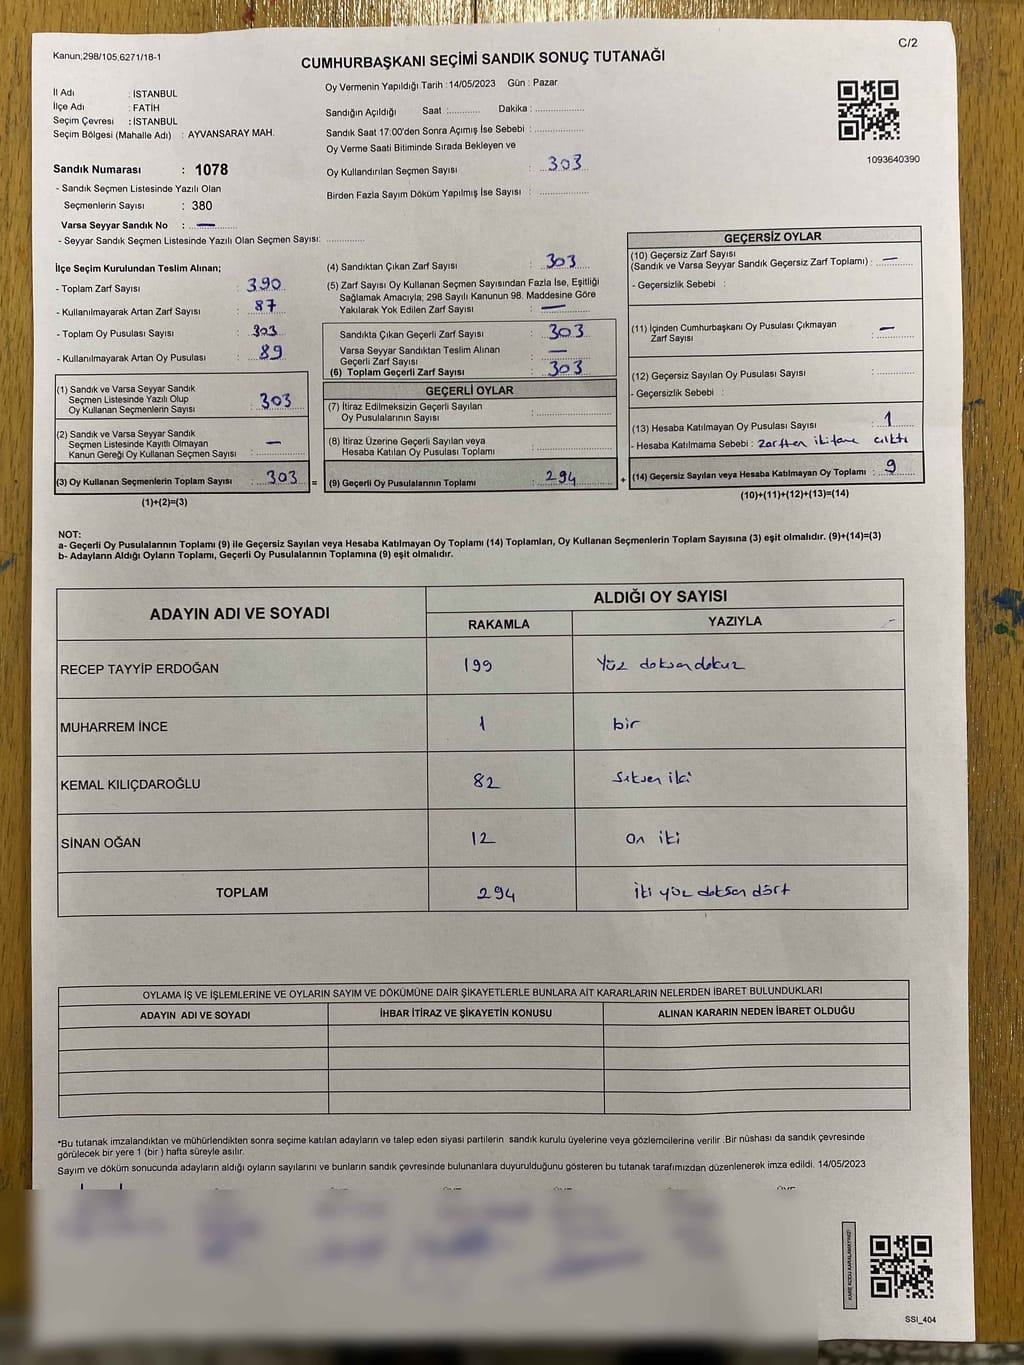 Kanun;298/105,6271/18-1
C/2
CUMHURBAŞKANI SEÇİMİ SANDIK SONUÇ TUTANAĞI
İl Adı : İSTANBUL
İlçe Adı : FATİH
Seçim Çevresi : İSTANBUL
Seçim Bölgesi (Mahalle Adı) : AYVANSARAY MAH.
Sandık Numarası : 1078
- Sandık Seçmen Listesinde Yazılı Olan
Seçmenlerin Sayısı : 380
Varsa Seyyar Sandık No : —
- Seyyar Sandık Seçmen Listesinde Yazılı Olan Seçmen Sayısı: ..............
Oy Vermenin Yapıldığı Tarih : 14/05/2023 Gün : Pazar
Sandığın Açıldığı Saat :............ Dakika : ..................
Sandık Saat 17:00'den Sonra Açımış İse Sebebi : ..................
Oy Verme Saati Bitiminde Sırada Bekleyen ve
Oy Kullandırılan Seçmen Sayısı : 303
Birden Fazla Sayım Döküm Yapılmış İse Sayısı : ..................
1093640390
İlçe Seçim Kurulundan Teslim Alınan;
- Toplam Zarf Sayısı : 390
- Kullanılmayarak Artan Zarf Sayısı : 87
- Toplam Oy Pusulası Sayısı : 303
- Kullanılmayarak Artan Oy Pusulası : 89
(1) Sandık ve Varsa Seyyar Sandık
Seçmen Listesinde Yazılı Olup
Oy Kullanan Seçmenlerin Sayısı : 303
(2) Sandık ve Varsa Seyyar Sandık
Seçmen Listesinde Kayıtlı Olmayan
Kanun Gereği Oy Kullanan Seçmen Sayısı : —
(3) Oy Kullanan Seçmenlerin Toplam Sayısı : 303 =
(1)+(2)=(3)
(4) Sandıktan Çıkan Zarf Sayısı : 303
(5) Zarf Sayısı Oy Kullanan Seçmen Sayısından Fazla İse, Eşitliği
Sağlamak Amacıyla; 298 Sayılı Kanunun 98. Maddesine Göre
Yakılarak Yok Edilen Zarf Sayısı : —
Sandıkta Çıkan Geçerli Zarf Sayısı : 303
Varsa Seyyar Sandıktan Teslim Alınan
Geçerli Zarf Sayısı : —
(6) Toplam Geçerli Zarf Sayısı : 303
GEÇERLİ OYLAR
(7) İtiraz Edilmeksizin Geçerli Sayılan
Oy Pusulalarının Sayısı : ..................
(8) İtiraz Üzerine Geçerli Sayılan veya
Hesaba Katılan Oy Pusulası Toplamı : ..................
(9) Geçerli Oy Pusulalarının Toplamı : 294 +
GEÇERSİZ OYLAR
(10) Geçersiz Zarf Sayısı
(Sandık ve Varsa Seyyar Sandık Geçersiz Zarf Toplamı) : —
- Geçersizlik Sebebi :
(11) İçinden Cumhurbaşkanı Oy Pusulası Çıkmayan
Zarf Sayısı : —
(12) Geçersiz Sayılan Oy Pusulası Sayısı : ............
- Geçersizlik Sebebi :
(13) Hesaba Katılmayan Oy Pusulası Sayısı : 1
- Hesaba Katılmama Sebebi : Zarftan iki tane çıktı
(14) Geçersiz Sayılan veya Hesaba Katılmayan Oy Toplamı : 9
(10)+(11)+(12)+(13)=(14)
NOT:
a- Geçerli Oy Pusulalarının Toplamı (9) ile Geçersiz Sayılan veya Hesaba Katılmayan Oy Toplamı (14) Toplamları, Oy Kullanan Seçmenlerin Toplam Sayısına (3) eşit olmalıdır. (9)+(14)=(3)
b- Adayların Aldığı Oyların Toplamı, Geçerli Oy Pusulalarının Toplamına (9) eşit olmalıdır.
ADAYIN ADI VE SOYADI
ALDIĞI OY SAYISI
RAKAMLA YAZIYLA
RECEP TAYYİP ERDOĞAN 199 Yüz doksan dokuz
MUHARREM İNCE 1 bir
KEMAL KILIÇDAROĞLU 82 Seksen iki
SİNAN OĞAN 12 on iki
TOPLAM 294 iki yüz doksan dört
OYLAMA İŞ VE İŞLEMLERİNE VE OYLARIN SAYIM VE DÖKÜMÜNE DAİR ŞİKAYETLERLE BUNLARA AİT KARARLARIN NELERDEN İBARET BULUNDUKLARI
ADAYIN ADI VE SOYADI İHBAR İTİRAZ VE ŞİKAYETİN KONUSU ALINAN KARARIN NEDEN İBARET OLDUĞU
*Bu tutanak imzalandıktan ve mühürlendikten sonra seçime katılan adayların ve talep eden siyasi partilerin sandık kurulu üyelerine veya gözlemcilerine verilir .Bir nüshası da sandık çevresinde
görülecek bir yere 1 (bir ) hafta süreyle asılır.
Sayım ve döküm sonucunda adayların aldığı oyların sayılarını ve bunların sandık çevresinde bulunanlara duyurulduğunu gösteren bu tutanak tarafımızdan düzenlenerek imza edildi. 14/05/2023
KARE KODU KARALAMAYINIZ!
SSİ_404